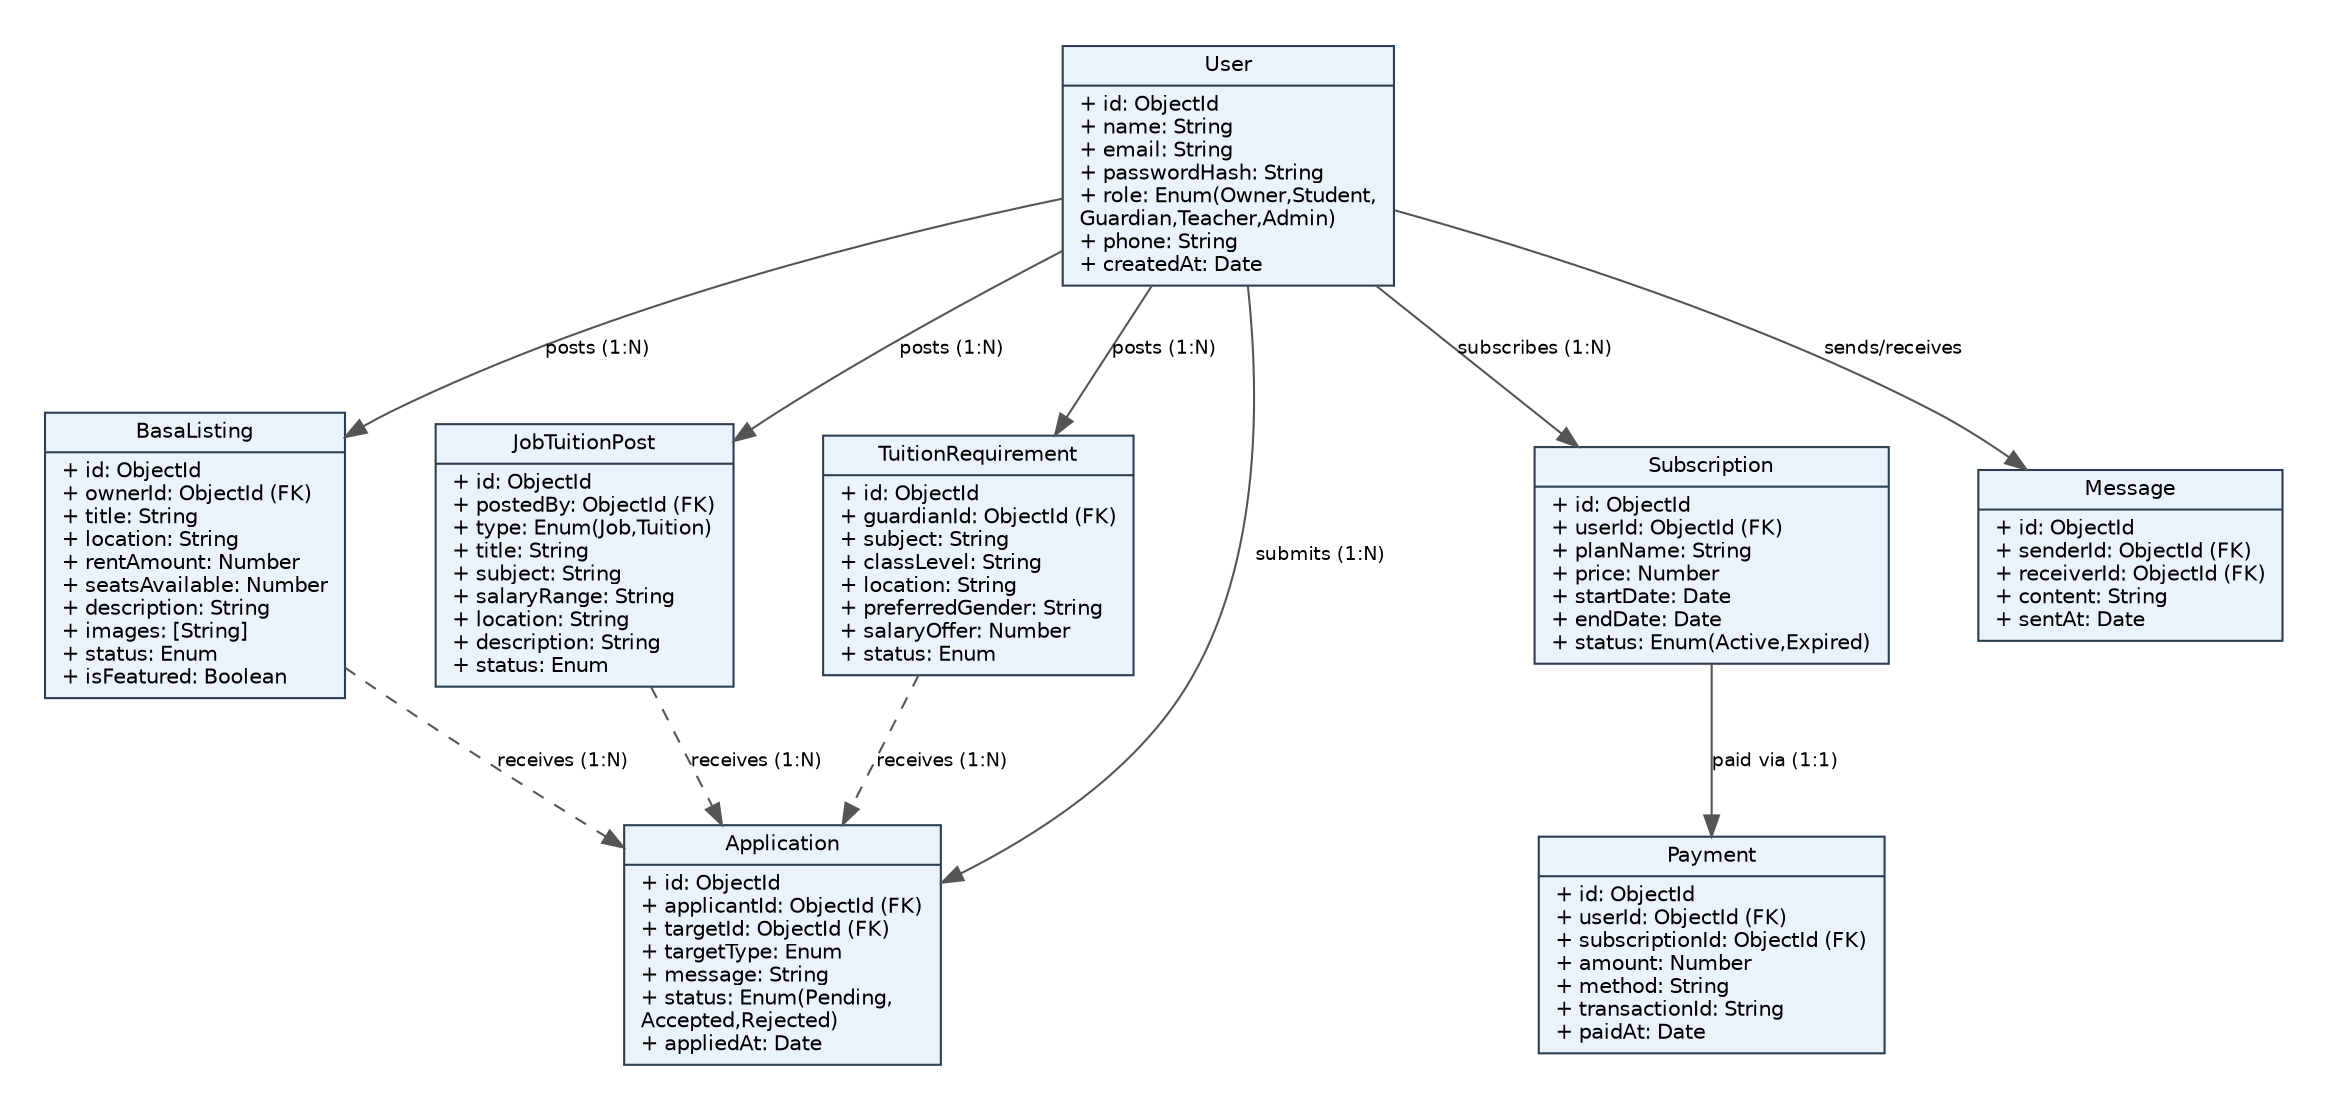 User
+ id: ObjectId
+ name: String
+ email: String
+ passwordHash: String
+ role: Enum(Owner,Student,
Guardian,Teacher,Admin)
+ phone: String
+ createdAt: Date
posts (1:N)
posts (1:N)
posts (1:N)
subscribes (1:N)
sends/receives
BasaListing
+ id: ObjectId
+ ownerId: ObjectId (FK)
+ title: String
+ location: String
+ rentAmount: Number
+ seatsAvailable: Number
+ description: String
+ images: [String]
+ status: Enum
+ isFeatured: Boolean
JobTuitionPost
+ id: ObjectId
+ postedBy: ObjectId (FK)
+ type: Enum(Job,Tuition)
+ title: String
+ subject: String
+ salaryRange: String
+ location: String
+ description: String
+ status: Enum
TuitionRequirement
+ id: ObjectId
+ guardianId: ObjectId (FK)
+ subject: String
+ classLevel: String
+ location: String
+ preferredGender: String
+ salaryOffer: Number
+ status: Enum
submits (1:N)
Subscription
+ id: ObjectId
+ userId: ObjectId (FK)
+ planName: String
+ price: Number
+ startDate: Date
+ endDate: Date
+ status: Enum(Active,Expired)
Message
+ id: ObjectId
+ senderId: ObjectId (FK)
+ receiverId: ObjectId (FK)
+ content: String
+ sentAt: Date
receives (1:N)
receives (1:N)
receives (1:N)
paid via (1:1)
Application
+ id: ObjectId
+ applicantId: ObjectId (FK)
+ targetId: ObjectId (FK)
+ targetType: Enum
+ message: String
+ status: Enum(Pending,
Accepted,Rejected)
+ appliedAt: Date
Payment
+ id: ObjectId
+ userId: ObjectId (FK)
+ subscriptionId: ObjectId (FK)
+ amount: Number
+ method: String
+ transactionId: String
+ paidAt: Date